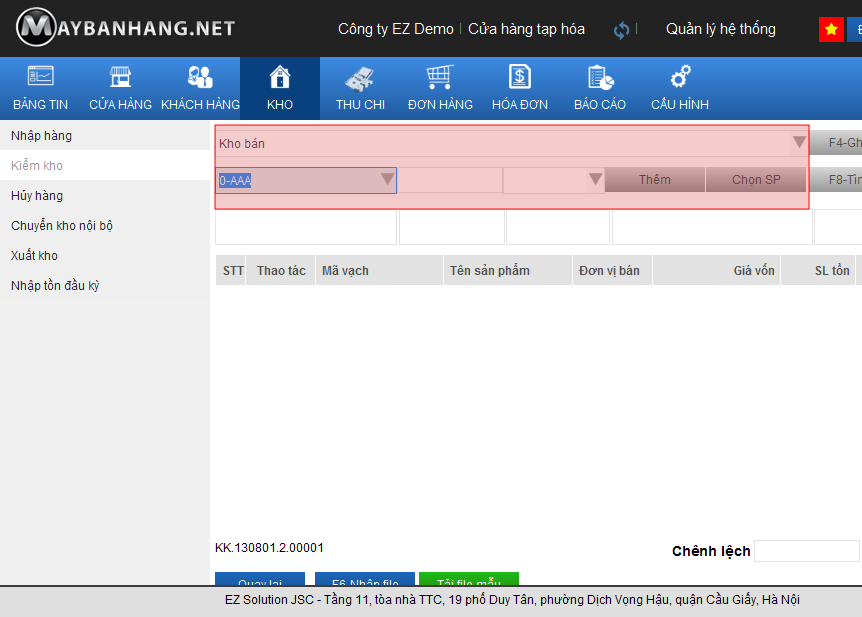 MAYBANHANG.NET
Công ty EZ Demo | Cửa hàng tạp hóa
Quản lý hệ thống
BẢNG TIN CỬA HÀNG KHÁCH HÀNG KHO THU CHI ĐƠN HÀNG HÓA ĐƠN BÁO CÁO CẤU HÌNH
Nhập hàng
Kiểm kho
Hủy hàng
Chuyển kho nội bộ
Xuất kho
Nhập tồn đầu kỳ
Kho bán
F4-Gh
0-AAA
Thêm
Chọn SP
F8-Tìn
STT Thao tác Mã vạch Tên sản phẩm Đơn vị bán Giá vốn SL tồn
KK.130801.2.00001
Chênh lệch
Quay lại F6-Nhập file Tải file mẫu
EZ Solution JSC - Tầng 11, tòa nhà TTC, 19 phố Duy Tân, phường Dịch Vọng Hậu, quận Cầu Giấy, Hà Nội